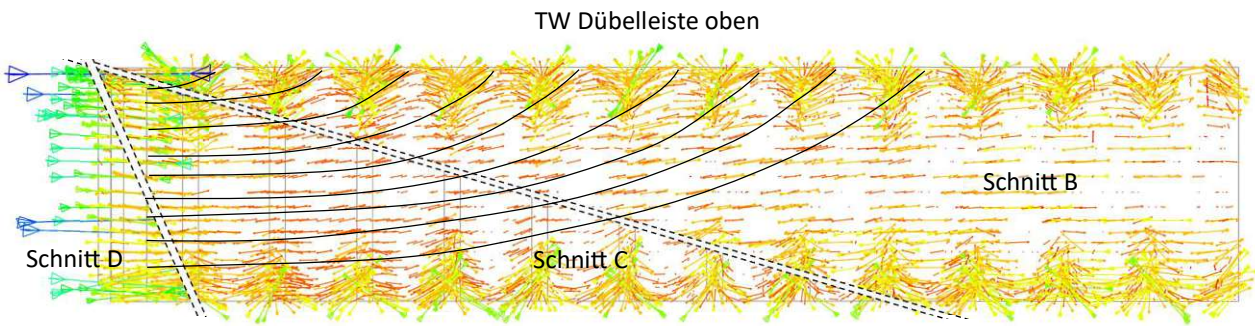 TW Dübelleiste oben
Schnitt B
Schnitt D
Schnitt C